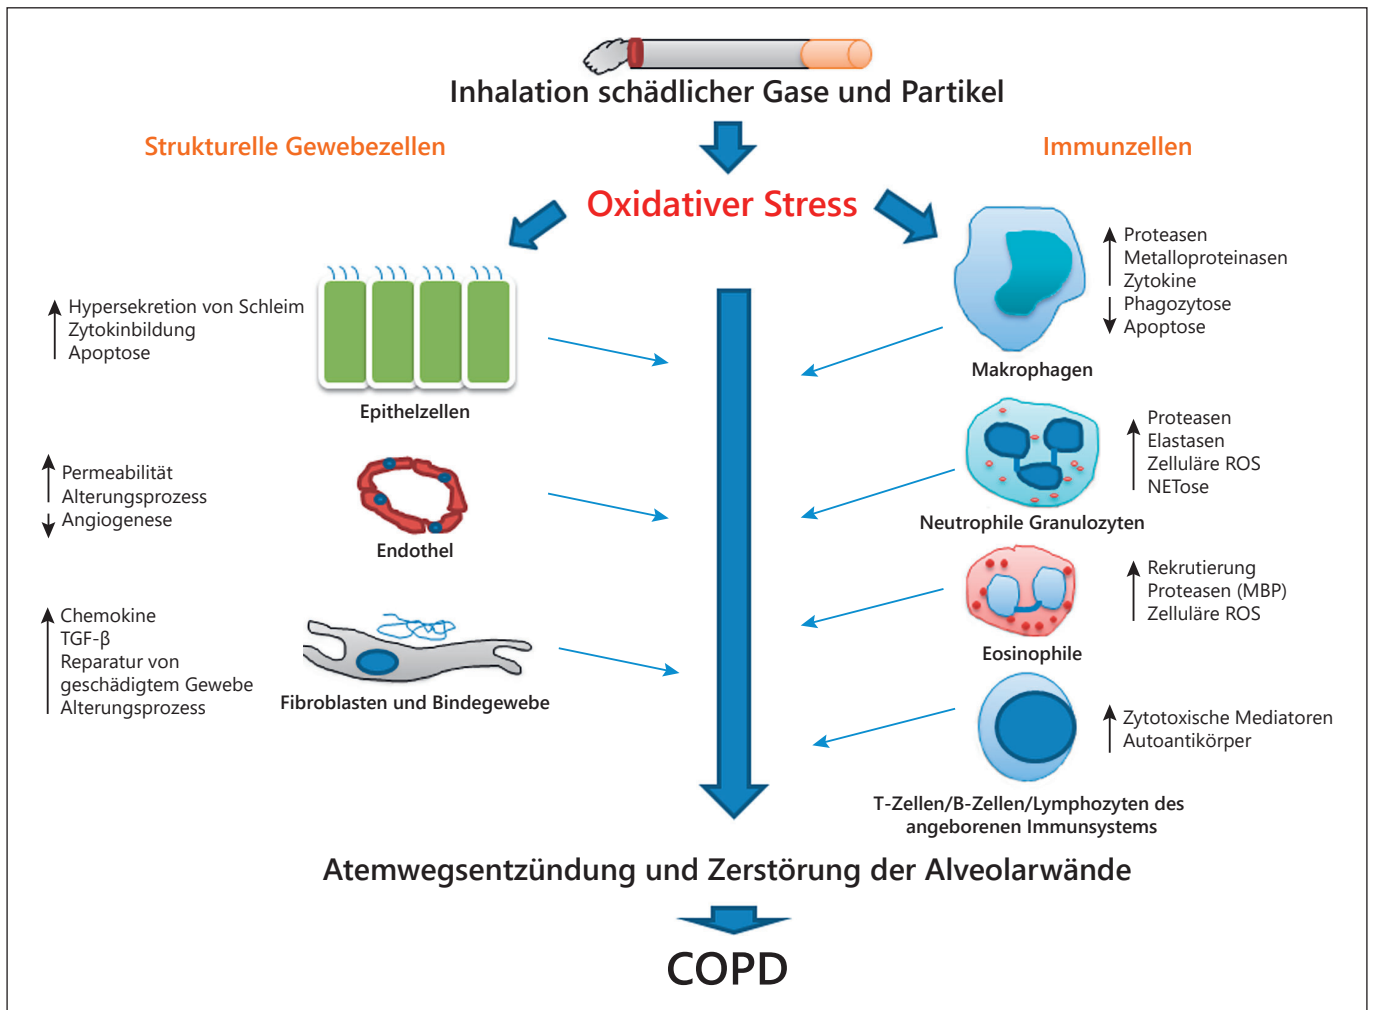 Inhalation schädlicher Gase und Partikel
Strukturelle Gewebezellen
Immunzellen
Oxidativer Stress
Hypersekretion von Schleim
Zytokinbildung
Apoptose
Epithelzellen
Permeabilität
Alterungsprozess
Angiogenese
Endothel
Chemokine
TGF-β
Reparatur von
geschädigtem Gewebe
Alterungsprozess
Fibroblasten und Bindegewebe
Proteasen
Metalloproteinasen
Zytokine
Phagozytose
Apoptose
Makrophagen
Proteasen
Elastasen
Zelluläre ROS
NETose
Neutrophile Granulozyten
Rekrutierung
Proteasen (MBP)
Zelluläre ROS
Eosinophile
Zytotoxische Mediatoren
Autoantikörper
T-Zellen/B-Zellen/Lymphozyten des
angeborenen Immunsystems
Atemwegsentzündung und Zerstörung der Alveolarwände
COPD